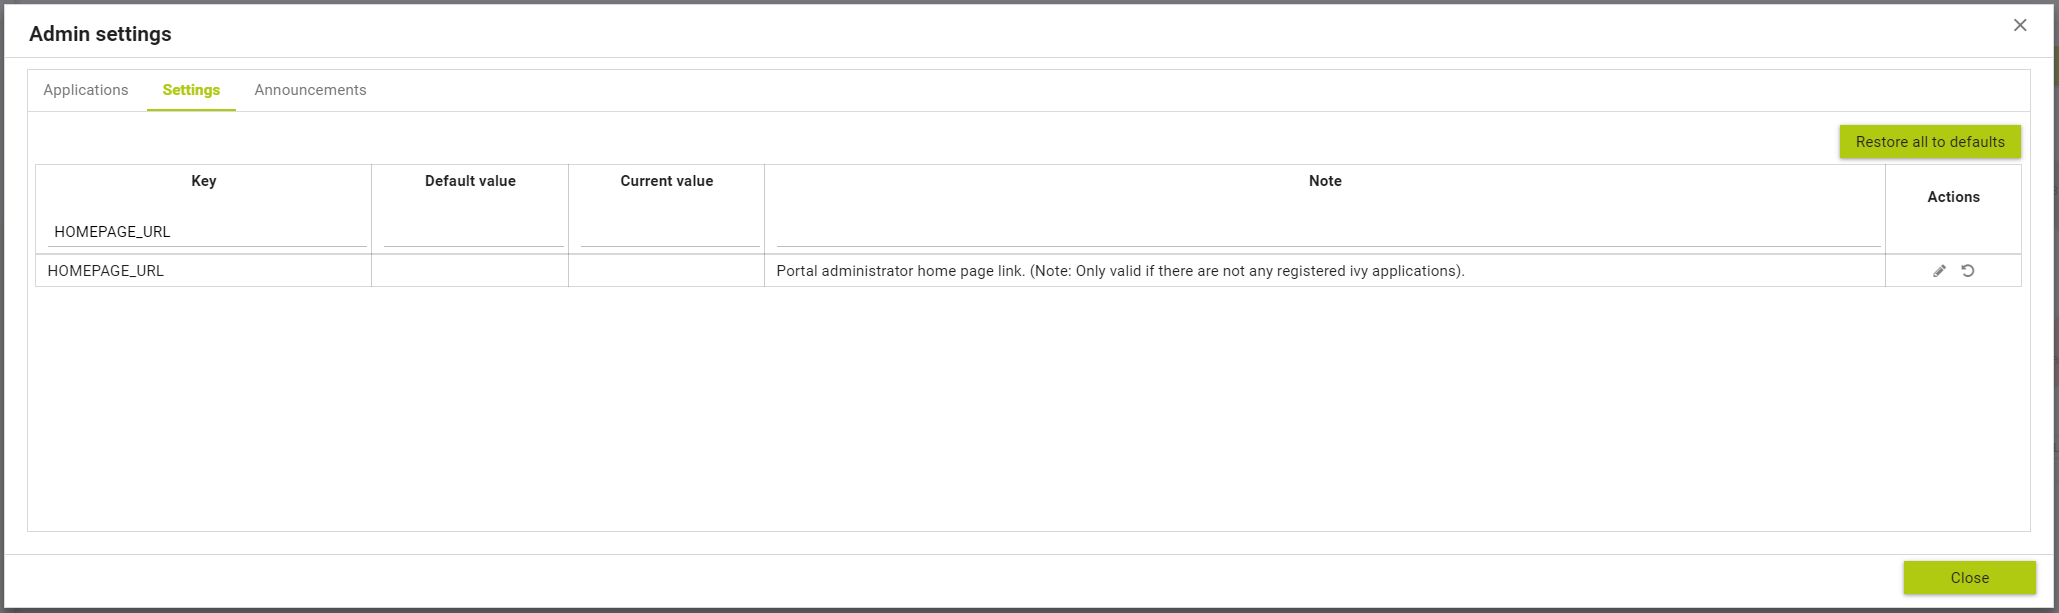 Admin settings
Applications Settings Announcements
Restore all to defaults
Key Default value Current value Note Actions
HOMEPAGE_URL
HOMEPAGE_URL Portal administrator home page link. (Note: Only valid if there are not any registered ivy applications).
Close